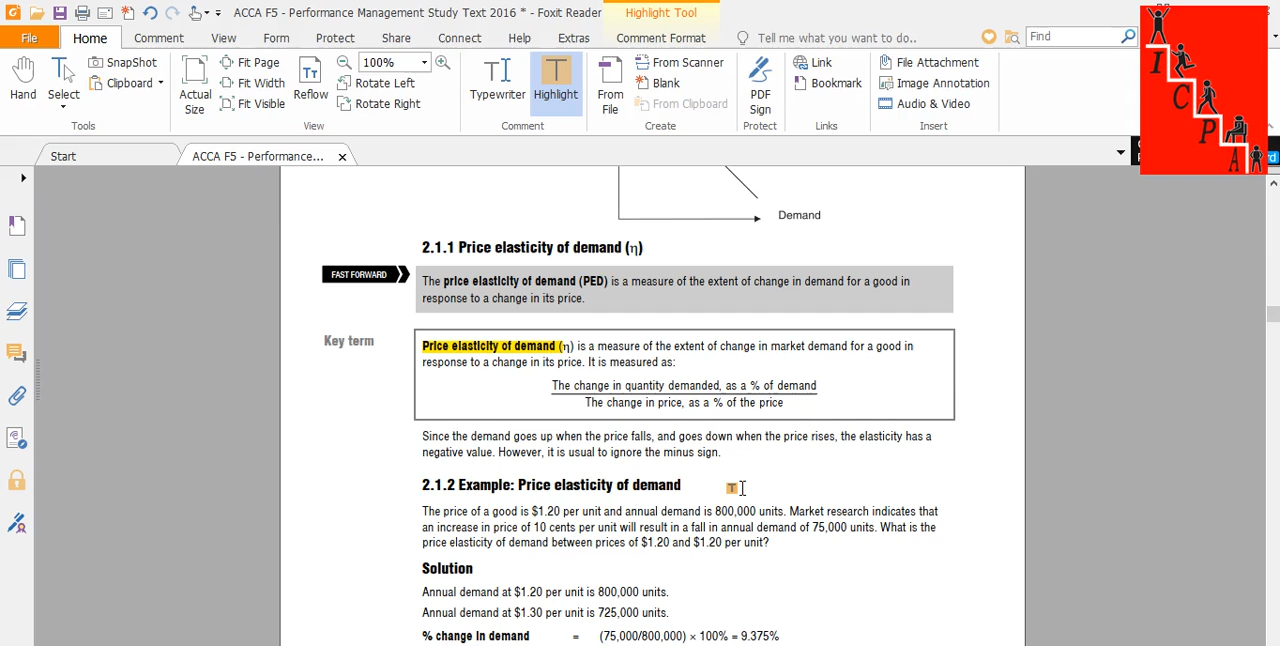 ACCA F5 - Performance Management Study Text 2016 * - Foxit Reader
Highlight Tool
File
Home
Comment
View
Form
Protect
Share
Connect
Help
Extras
Comment Format
Tell me what you want to do..
Find
Hand
Select
SnapShot
Clipboard
Tools
Actual
Size
Fit Page
Fit Width
Fit Visible
Reflow
100%
Rotate Left
Rotate Right
View
Typewriter
Highlight
Comment
From
File
From Scanner
Blank
From Clipboard
Create
PDF
Sign
Protect
Link
Bookmark
Links
File Attachment
Image Annotation
Audio & Video
Insert
I
C
P
A
Start
ACCA F5 - Performance...
Demand
2.1.1 Price elasticity of demand (η)
FAST FORWARD
The price elasticity of demand (PED) is a measure of the extent of change in demand for a good in
response to a change in its price.
Key term
Price elasticity of demand (η) is a measure of the extent of change in market demand for a good in
response to a change in its price. It is measured as:
The change in quantity demanded, as a % of demand
The change in price, as a % of the price
Since the demand goes up when the price falls, and goes down when the price rises, the elasticity has a
negative value. However, it is usual to ignore the minus sign.
2.1.2 Example: Price elasticity of demand
The price of a good is $1.20 per unit and annual demand is 800,000 units. Market research indicates that
an increase in price of 10 cents per unit will result in a fall in annual demand of 75,000 units. What is the
price elasticity of demand between prices of $1.20 and $1.20 per unit?
Solution
Annual demand at $1.20 per unit is 800,000 units.
Annual demand at $1.30 per unit is 725,000 units.
% change in demand = (75,000/800,000) × 100% = 9.375%